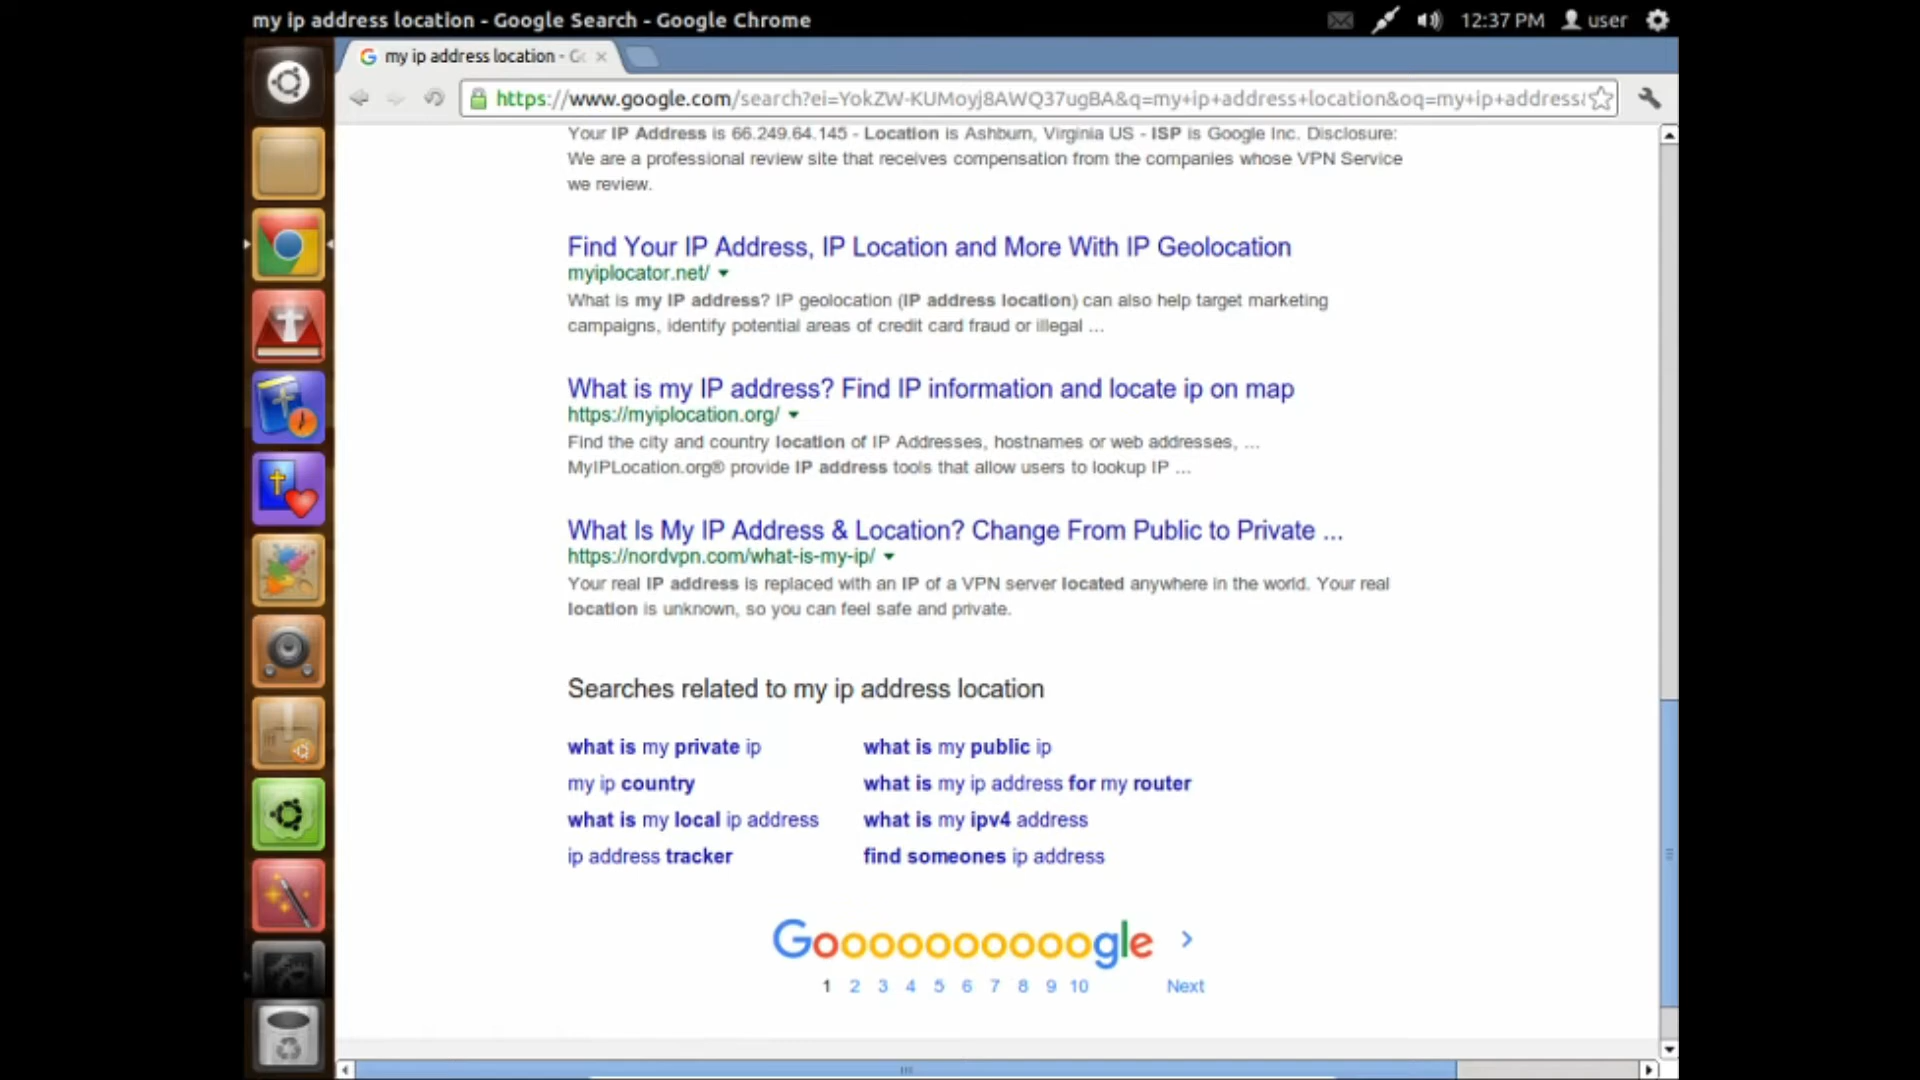 my ip address location - Google Search - Google Chrome
12:37 PM user
my ip address location - Go
https://www.google.com/search?ei=YokZW-KUMoyj8AWQ37ugBA&q=my+ip+address+location&oq=my+ip+address
Your IP Address is 66.249.64.145 - Location is Ashburn, Virginia US - ISP is Google Inc. Disclosure:
We are a professional review site that receives compensation from the companies whose VPN Service
we review.
Find Your IP Address, IP Location and More With IP Geolocation
myiplocator.net/
What is my IP address? IP geolocation (IP address location) can also help target marketing
campaigns, identify potential areas of credit card fraud or illegal ...
What is my IP address? Find IP information and locate ip on map
https://myiplocation.org/
Find the city and country location of IP Addresses, hostnames or web addresses, ...
MyIPLocation.org® provide IP address tools that allow users to lookup IP ...
What Is My IP Address & Location? Change From Public to Private ...
https://nordvpn.com/what-is-my-ip/
Your real IP address is replaced with an IP of a VPN server located anywhere in the world. Your real
location is unknown, so you can feel safe and private.
Searches related to my ip address location
what is my private ip what is my public ip
my ip country what is my ip address for my router
what is my local ip address what is my ipv4 address
ip address tracker find someones ip address
Goooooooooogle
1 2 3 4 5 6 7 8 9 10 Next